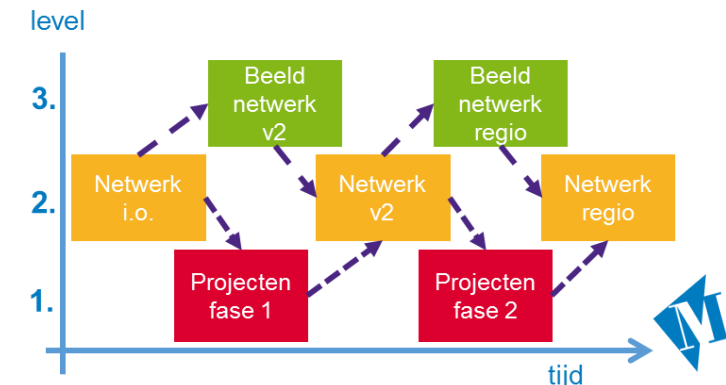 level
3.
Beeld
netwerk
v2
Beeld
netwerk
regio
2.
Netwerk
i.o.
Netwerk
v2
Netwerk
regio
1.
Projecten
fase 1
Projecten
fase 2
M
tijd